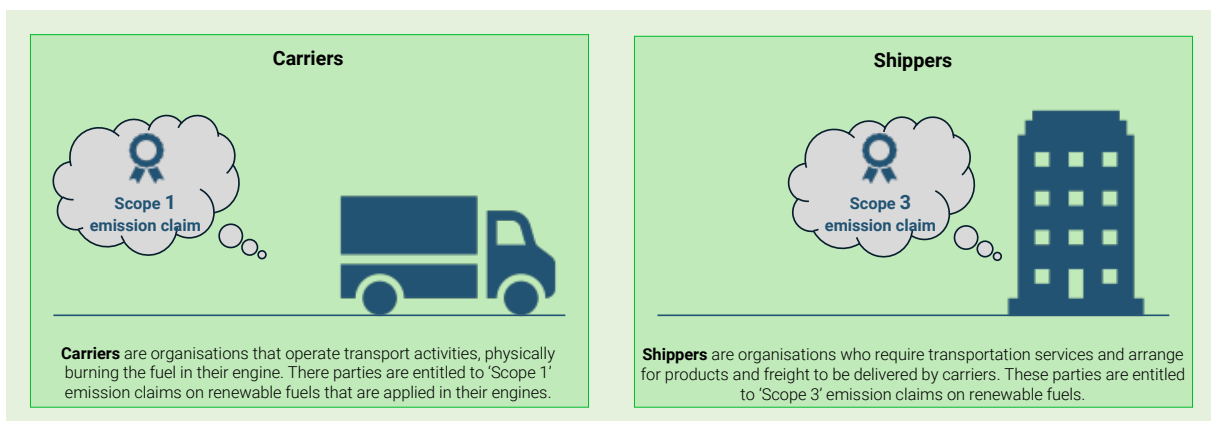 Carriers
Scope 1
emission claim
Carriers are organisations that operate transport activities, physically
burning the fuel in their engine. There parties are entitled to ‘Scope 1’
emission claims on renewable fuels that are applied in their engines.
Shippers
Scope 3
emission claim
Shippers are organisations who require transportation services and arrange
for products and freight to be delivered by carriers. These parties are entitled
to ‘Scope 3’ emission claims on renewable fuels.